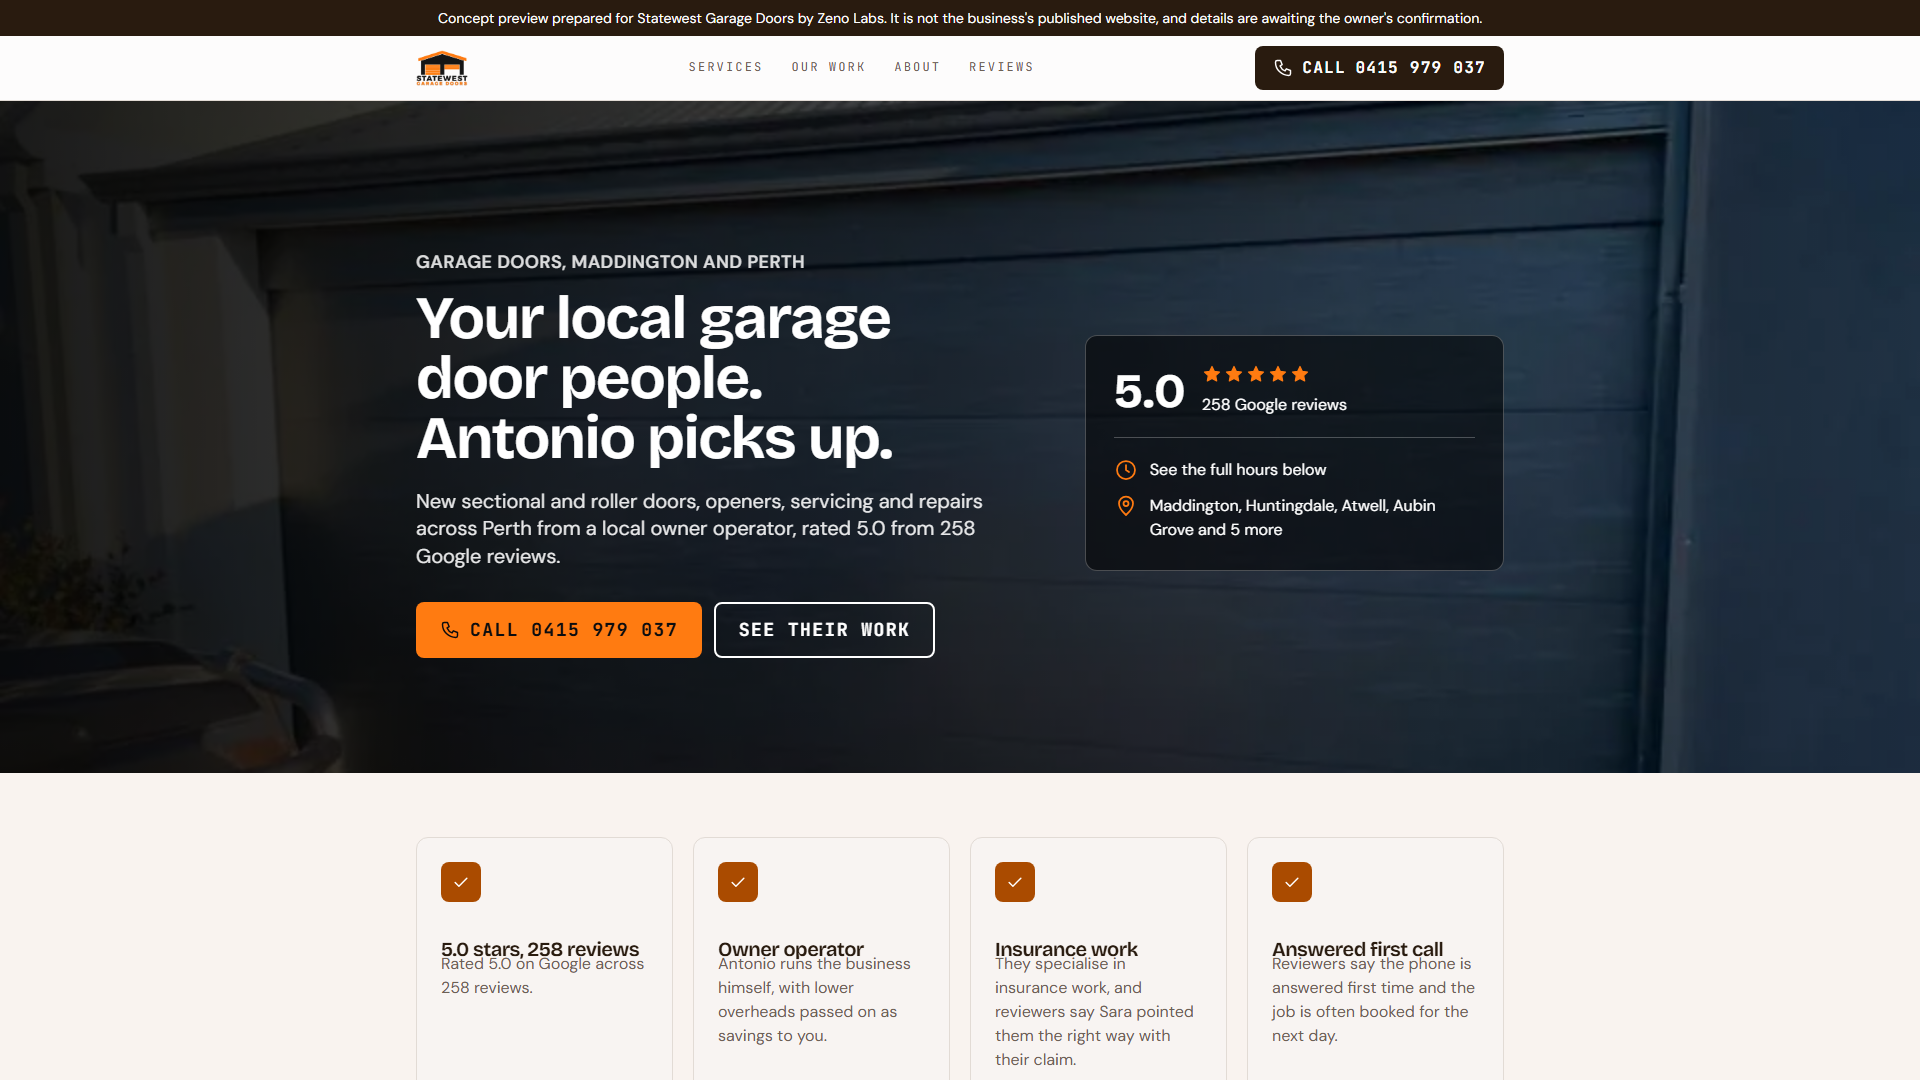 Concept preview prepared for Statewest Garage Doors by Zeno Labs. It is not the business's published website, and details are awaiting the owner's confirmation.
STATEWEST
GARAGE DOORS
SERVICES
OUR WORK
ABOUT
REVIEWS
CALL 0415 979 037
GARAGE DOORS, MADDINGTON AND PERTH
Your local garage
door people.
Antonio picks up.
New sectional and roller doors, openers, servicing and repairs
across Perth from a local owner operator, rated 5.0 from 258
Google reviews.
CALL 0415 979 037
SEE THEIR WORK
5.0
258 Google reviews
See the full hours below
Maddington, Huntingdale, Atwell, Aubin
Grove and 5 more
5.0 stars, 258 reviews
Rated 5.0 on Google across
258 reviews.
Owner operator
Antonio runs the business
himself, with lower
overheads passed on as
savings to you.
Insurance work
They specialise in
insurance work, and
reviewers say Sara pointed
them the right way with
their claim.
Answered first call
Reviewers say the phone is
answered first time and the
job is often booked for the
next day.